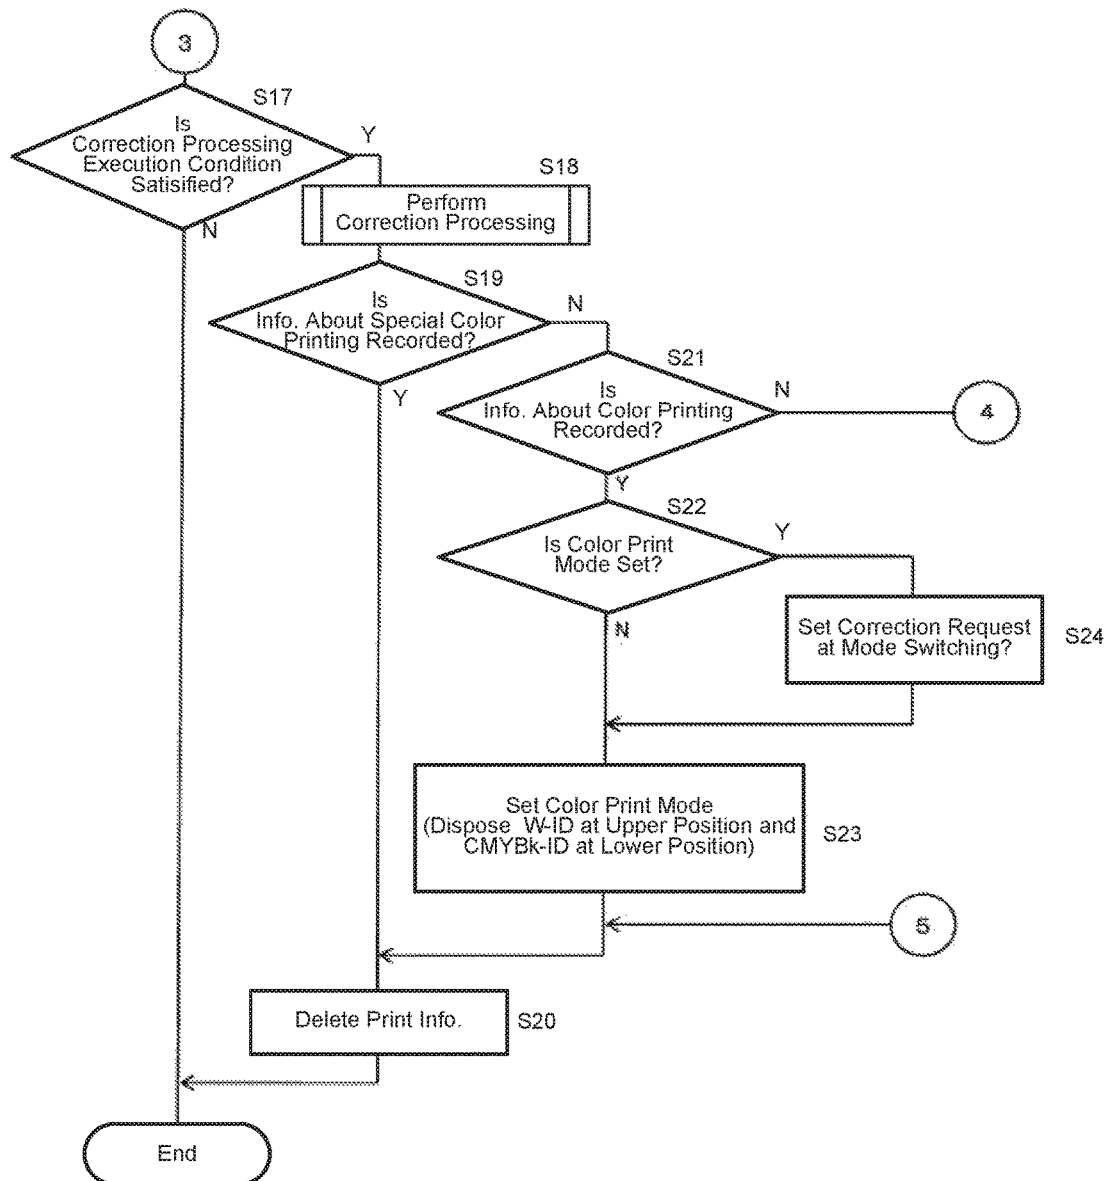 3
S17
Is
Correction Processing
Execution Condition
Satisified?
Y
N
S18
Perform
Correction Processing
S19
Is
Info. About Special Color
Printing Recorded?
N
Y
S21
Is
Info. About Color Printing
Recorded?
N
4
Y
S22
Is Color Print
Mode Set?
Y
N
Set Correction Request
at Mode Switching?
S24
Set Color Print Mode
(Dispose W-ID at Upper Position and
CMYBk-ID at Lower Position)
S23
5
Delete Print Info.
S20
End